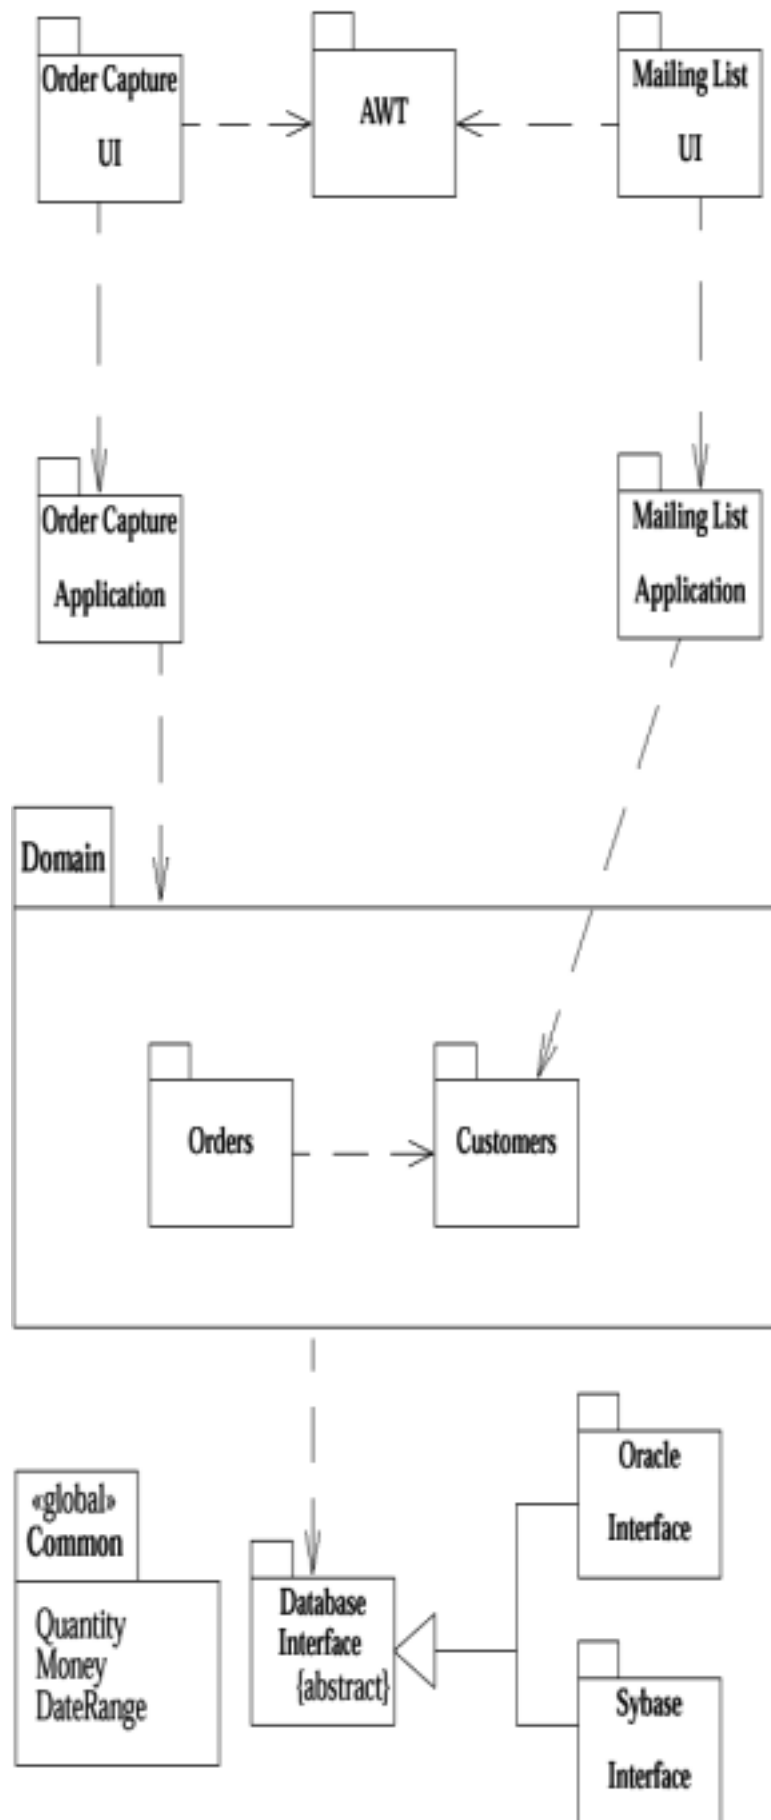 Order Capture
UI
AWT
Mailing List
UI
Order Capture
Application
Mailing List
Application
Domain
Orders
Customers
«global»
Common
Quantity
Money
DateRange
Database
Interface
{abstract}
Oracle
Interface
Sybase
Interface